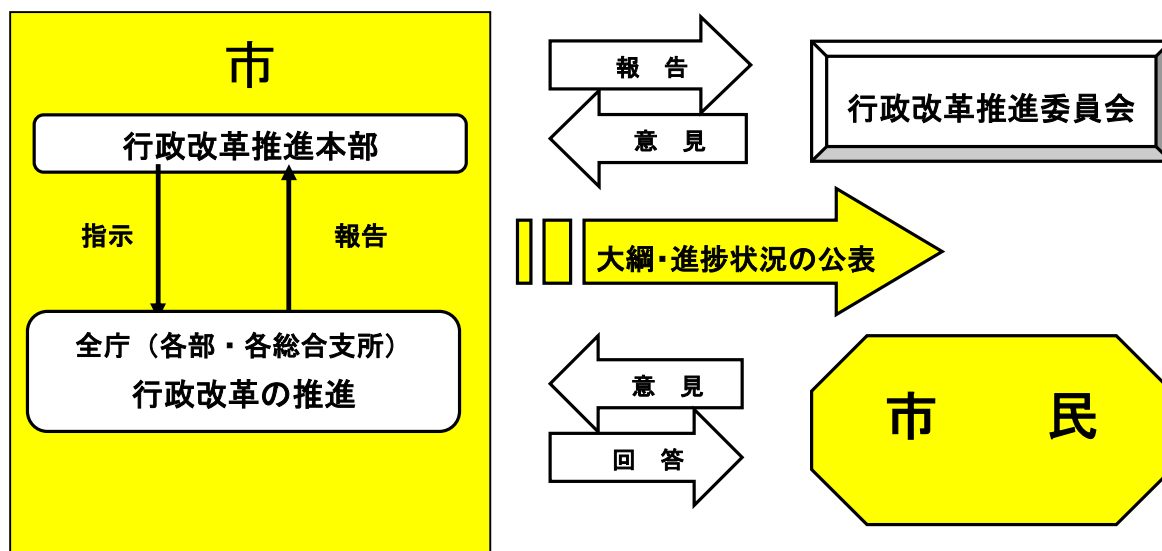 市
行政改革推進本部
指示
報告
全庁（各部・各総合支所）
行政改革の推進
報 告
意 見
行政改革推進委員会
大綱・進捗状況の公表
意 見
回 答
市 民